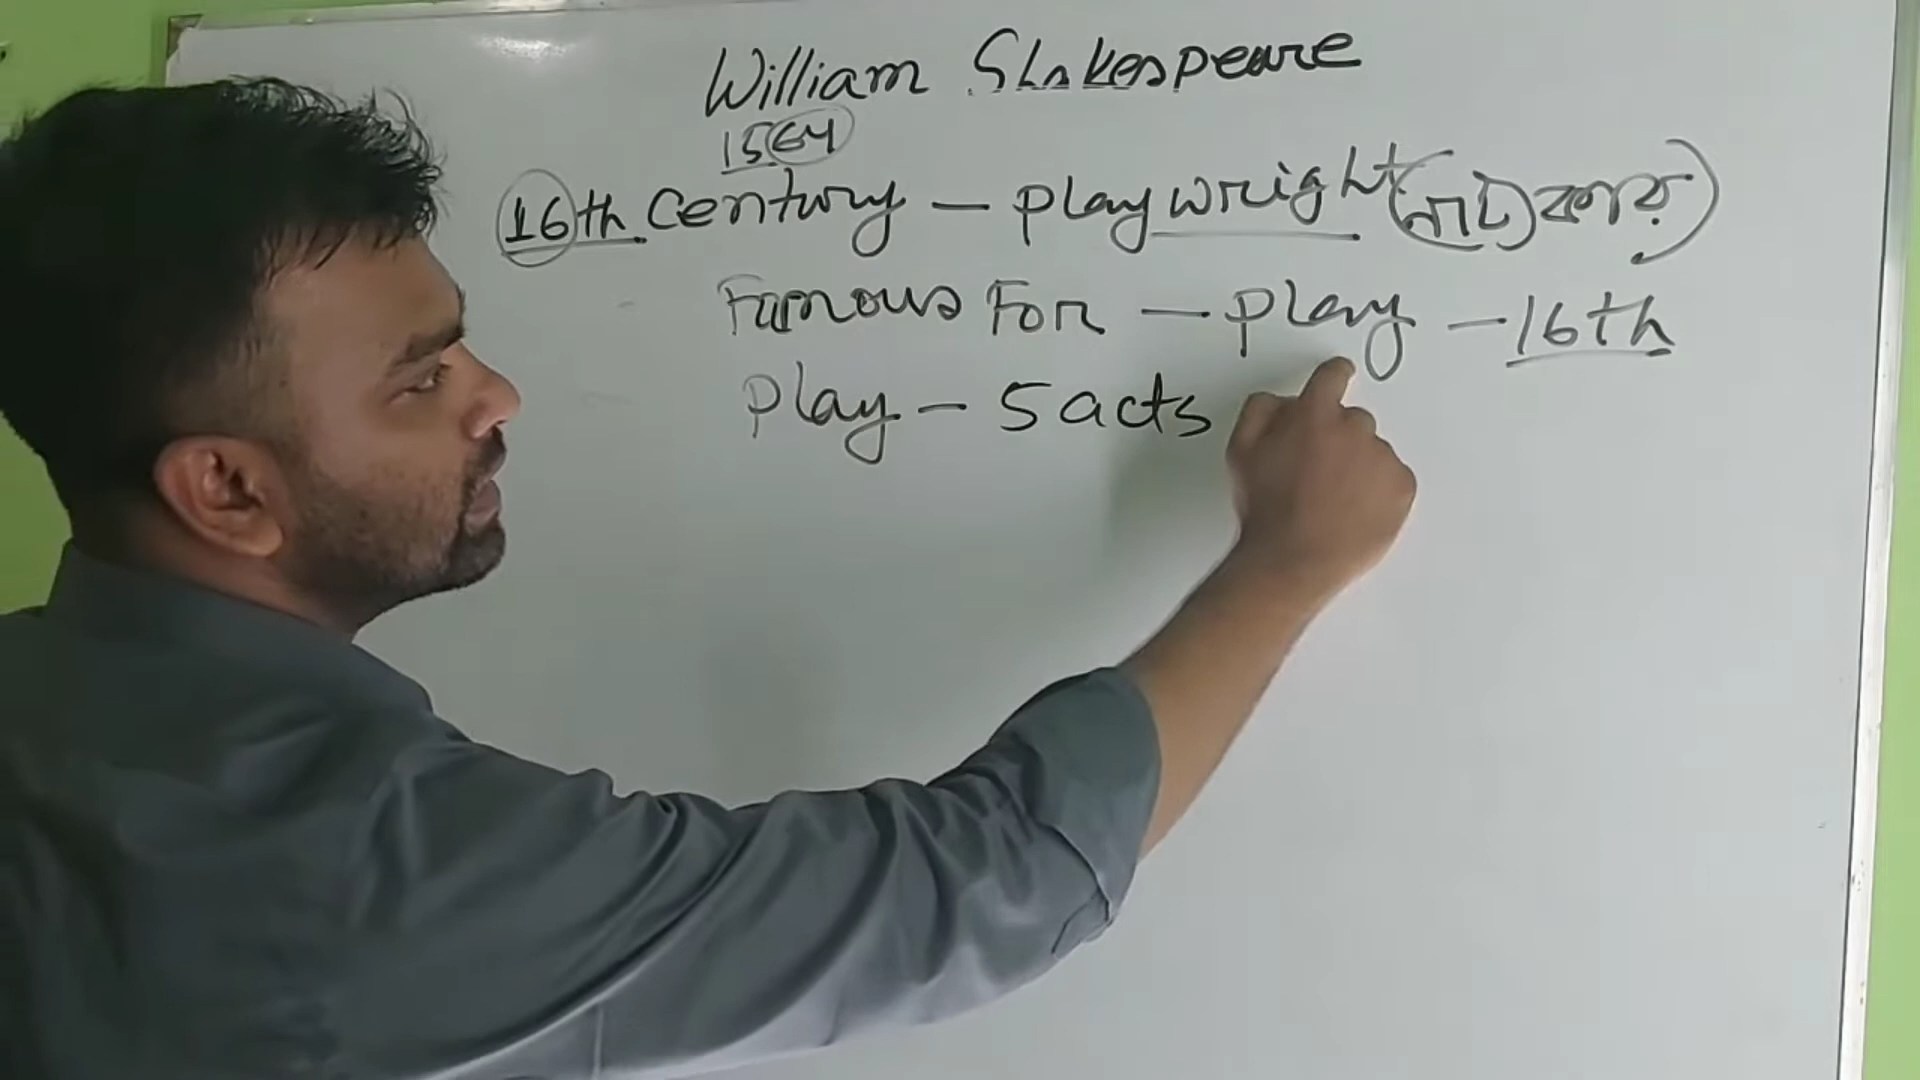 William Shakespeare
1564
16th Century - playwright (নাট্যকার)
Famous For - play - 16th
play - 5 acts